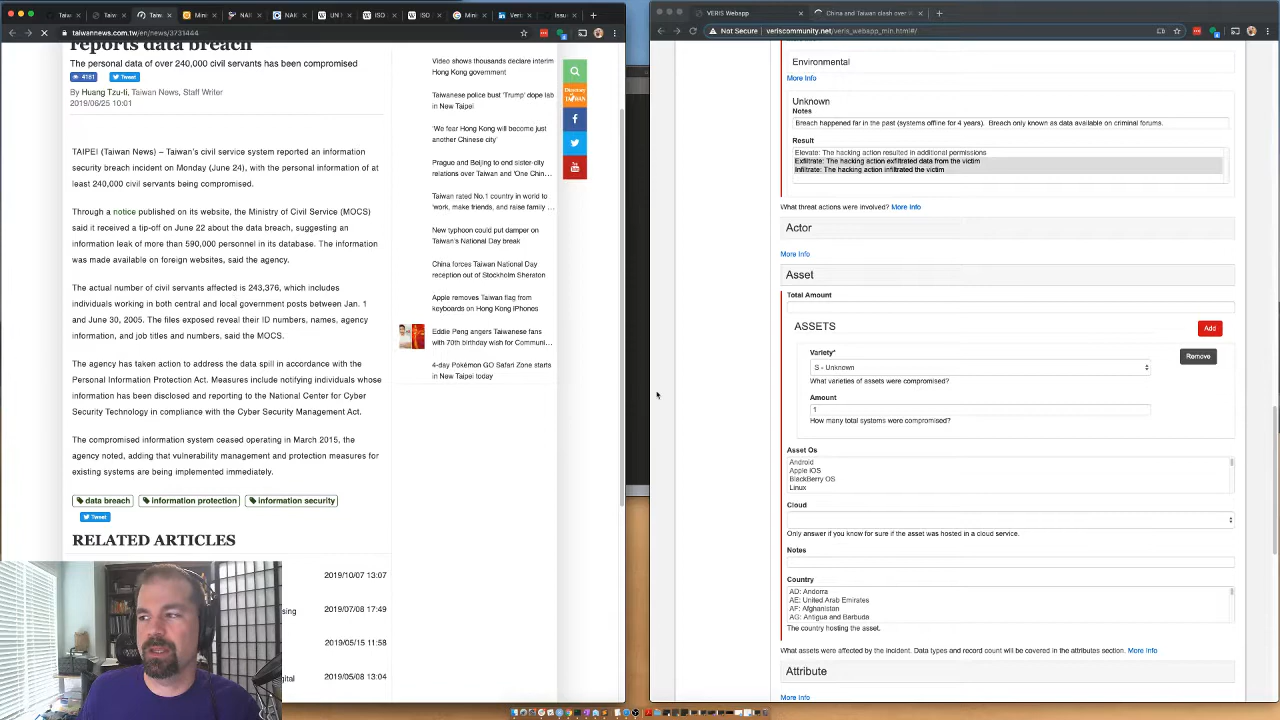 Taiwan
VERIS Webapp
China and Taiwan clash over
taiwannews.com.tw/en/news/3731444
Not Secure | veriscommunity.net/veris_webapp_min.html#/
reports data breach
The personal data of over 240,000 civil servants has been compromised
4181
Tweet
By Huang Tzu-ti, Taiwan News, Staff Writer
2019/06/25 10:01
TAIPEI (Taiwan News) – Taiwan's civil service system reported an information
security breach incident on Monday (June 24), with the personal information of at
least 240,000 civil servants being compromised.
Through a notice published on its website, the Ministry of Civil Service (MOCS)
said it received a tip-off on June 22 about the data breach, suggesting an
information leak of more than 590,000 personnel in its database. The information
was made available on foreign websites, said the agency.
The actual number of civil servants affected is 243,376, which includes
individuals working in both central and local government posts between Jan. 1
and June 30, 2005. The files exposed reveal their ID numbers, names, agency
information, and job titles and numbers, said the MOCS.
The agency has taken action to address the data spill in accordance with the
Personal Information Protection Act. Measures include notifying individuals whose
information has been disclosed and reporting to the National Center for Cyber
Security Technology in compliance with the Cyber Security Management Act.
The compromised information system ceased operating in March 2015, the
agency noted, adding that vulnerability management and protection measures for
existing systems are being implemented immediately.
data breach
information protection
information security
Tweet
RELATED ARTICLES
2019/10/07 13:07
sing
2019/07/08 17:49
2019/05/15 11:58
gital
2019/05/08 13:04
Video shows thousands declare interim
Hong Kong government
Taiwanese police bust 'Trump' dope lab
in New Taipei
'We fear Hong Kong will become just
another Chinese city'
Prague and Beijing to end sister-city
relations over Taiwan and 'One Chin...
Taiwan rated No.1 country in world to
'work, make friends, and raise family ...
New typhoon could put damper on
Taiwan's National Day break
China forces Taiwan National Day
reception out of Stockholm Sheraton
Apple removes Taiwan flag from
keyboards on Hong Kong iPhones
Eddie Peng angers Taiwanese fans
with 70th birthday wish for Communi...
4-day Pokémon GO Safari Zone starts
in New Taipei today
Environmental
More Info
Unknown
Notes
Breach happened far in the past (systems offline for 4 years). Breach only known as data available on criminal forums.
Result
Elevate: The hacking action resulted in additional permissions
Exfiltrate: The hacking action exfiltrated data from the victim
Infiltrate: The hacking action infiltrated the victim
What threat actions were involved? More Info
Actor
More Info
Asset
Total Amount
ASSETS
Add
Variety*
Remove
S - Unknown
What varieties of assets were compromised?
Amount
1
How many total systems were compromised?
Asset Os
Android
Apple iOS
BlackBerry OS
Linux
Cloud
Only answer if you know for sure if the asset was hosted in a cloud service.
Notes
Country
AD: Andorra
AE: United Arab Emirates
AF: Afghanistan
AG: Antigua and Barbuda
The country hosting the asset.
What assets were affected by the incident. Data types and record count will be covered in the attributes section. More Info
Attribute
More Info